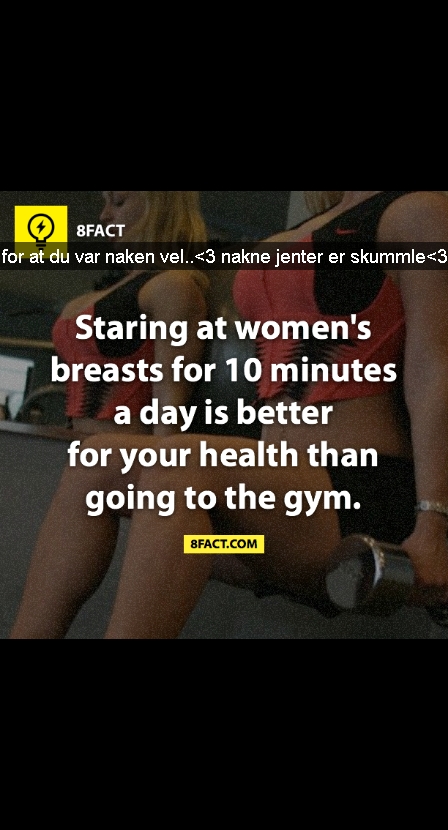 8FACT
for at du var naken vel..<3 nakne jenter er skummle<3
Staring at women's
breasts for 10 minutes
a day is better
for your health than
going to the gym.
8FACT.COM